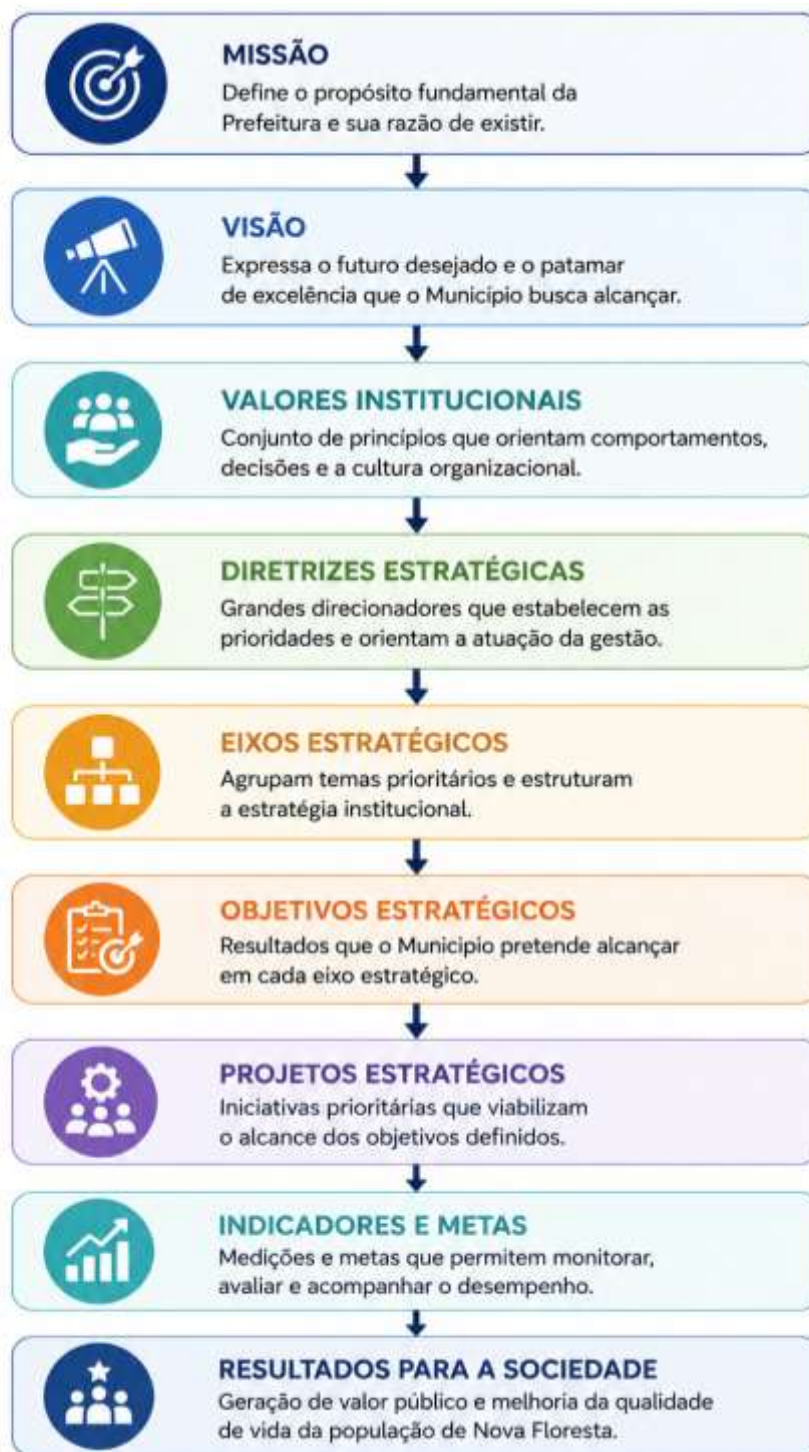 MISSÃO
Define o propósito fundamental da
Prefeitura e sua razão de existir.
VISÃO
Expressa o futuro desejado e o patamar
de excelência que o Município busca alcançar.
VALORES INSTITUCIONAIS
Conjunto de princípios que orientam comportamentos,
decisões e a cultura organizacional.
DIRETRIZES ESTRATÉGICAS
Grandes direcionadores que estabelecem as
prioridades e orientam a atuação da gestão.
EIXOS ESTRATÉGICOS
Agrupam temas prioritários e estruturam
a estratégia institucional.
OBJETIVOS ESTRATÉGICOS
Resultados que o Municipio pretende alcançar
em cada eixo estratégico.
PROJETOS ESTRATÉGICOS
Iniciativas prioritárias que viabilizam
o alcance dos objetivos definidos.
INDICADORES E METAS
Medições e metas que permitem monitorar,
avaliar e acompanhar o desempenho.
RESULTADOS PARA A SOCIEDADE
Geração de valor público e melhoria da qualidade
de vida da população de Nova Floresta.